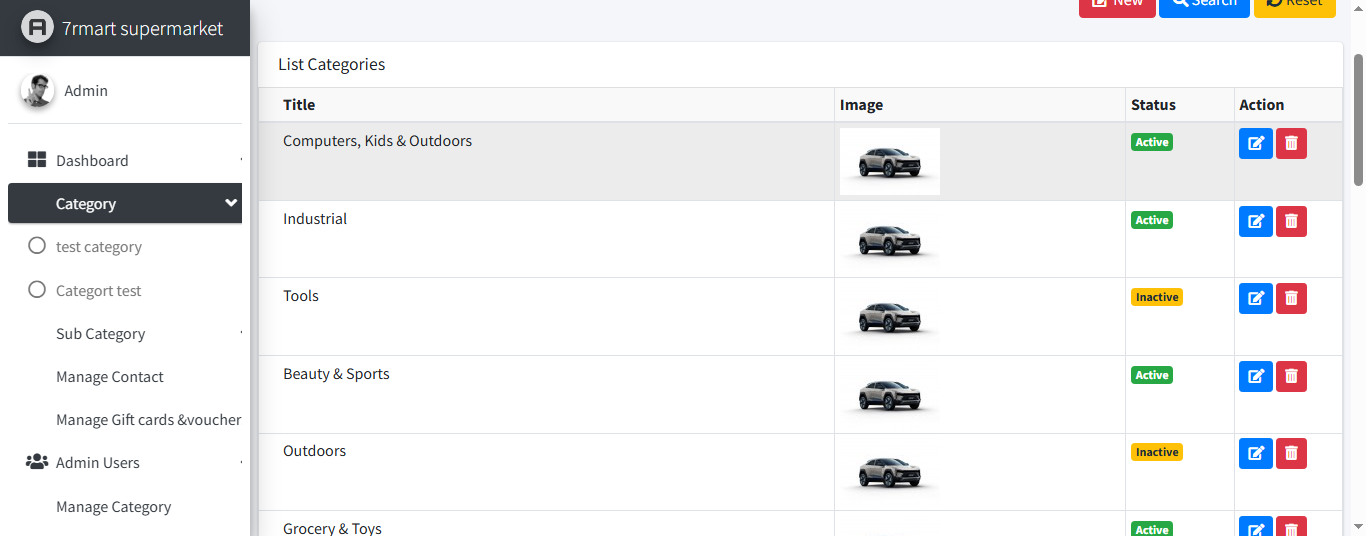 7rmart supermarket
New Search Reset
Admin
List Categories
Title Image Status Action
Dashboard
Computers, Kids & Outdoors Active
Category
Industrial Active
test category
Categort test
Tools Inactive
Sub Category
Manage Contact
Beauty & Sports Active
Manage Gift cards &voucher
Outdoors Inactive
Admin Users
Manage Category
Grocery & Toys Active